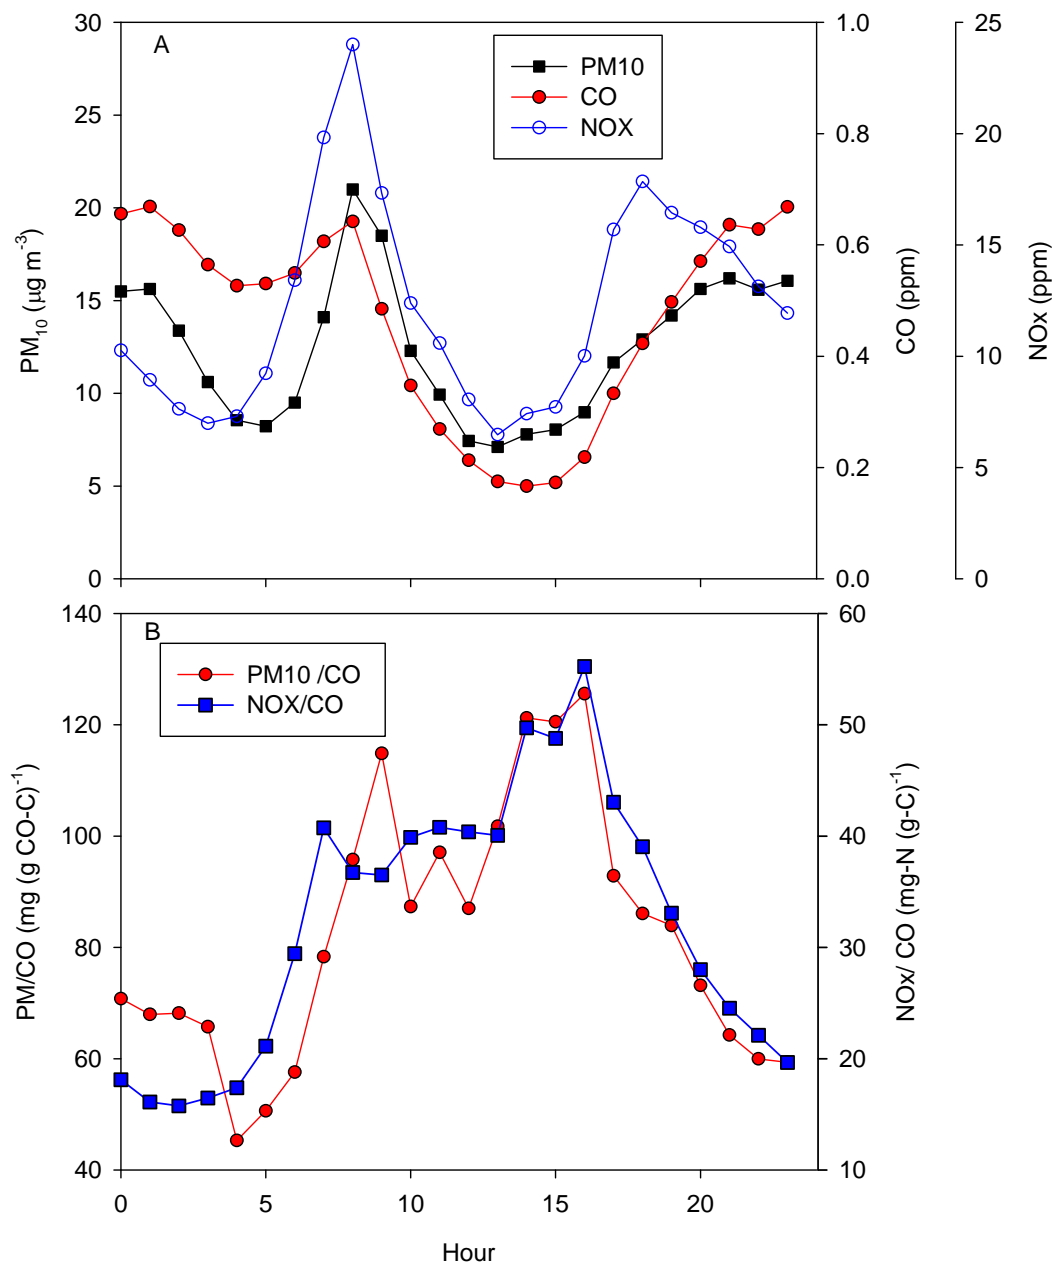 A
PM10
CO
NOX
30
25
20
15
10
5
0
PM10 (μg m-3)
1.0
0.8
0.6
0.4
0.2
0.0
CO (ppm)
25
20
15
10
5
0
NOx (ppm)
B
PM10 /CO
NOX/CO
140
120
100
80
60
40
PM/CO (mg (g CO-C)-1)
60
50
40
30
20
10
NOx/ CO (mg-N (g-C)-1)
0 5 10 15 20
Hour